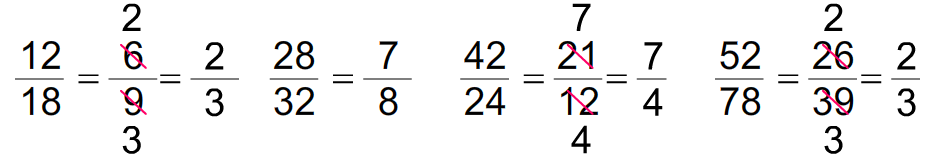 2 7 2
12 6 2 28 7 42 21 7 52 26 2
= = = = = = =
18 9 3 32 8 24 12 4 78 39 3
3 4 3